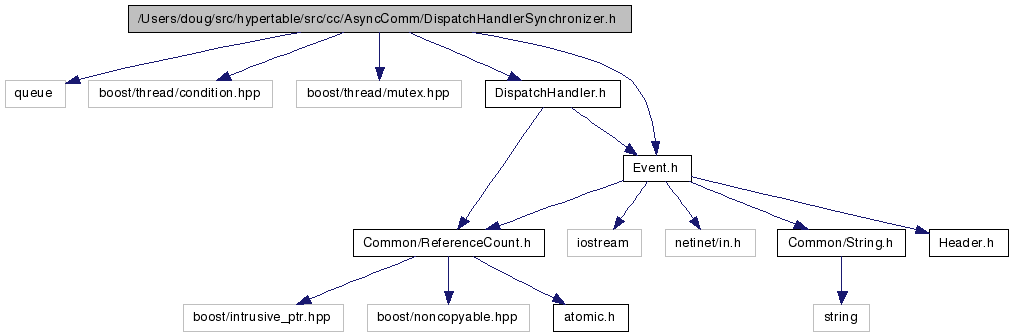 /Users/doug/src/hypertable/src/cc/AsyncComm/DispatchHandlerSynchronizer.h
queue
boost/thread/condition.hpp
boost/thread/mutex.hpp
DispatchHandler.h
Event.h
Common/ReferenceCount.h
iostream
netinet/in.h
Common/String.h
Header.h
boost/intrusive_ptr.hpp
boost/noncopyable.hpp
atomic.h
string